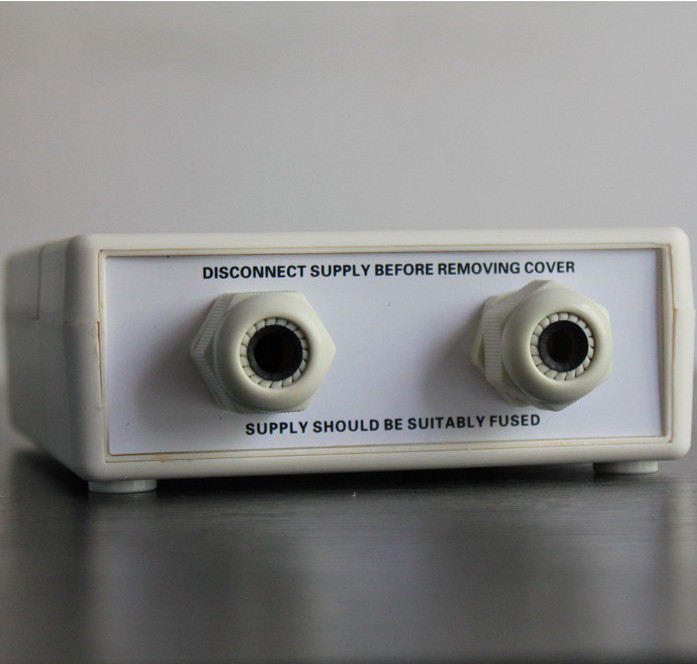 DISCONNECT SUPPLY BEFORE REMOVING COVER
SUPPLY SHOULD BE SUITABLY FUSED